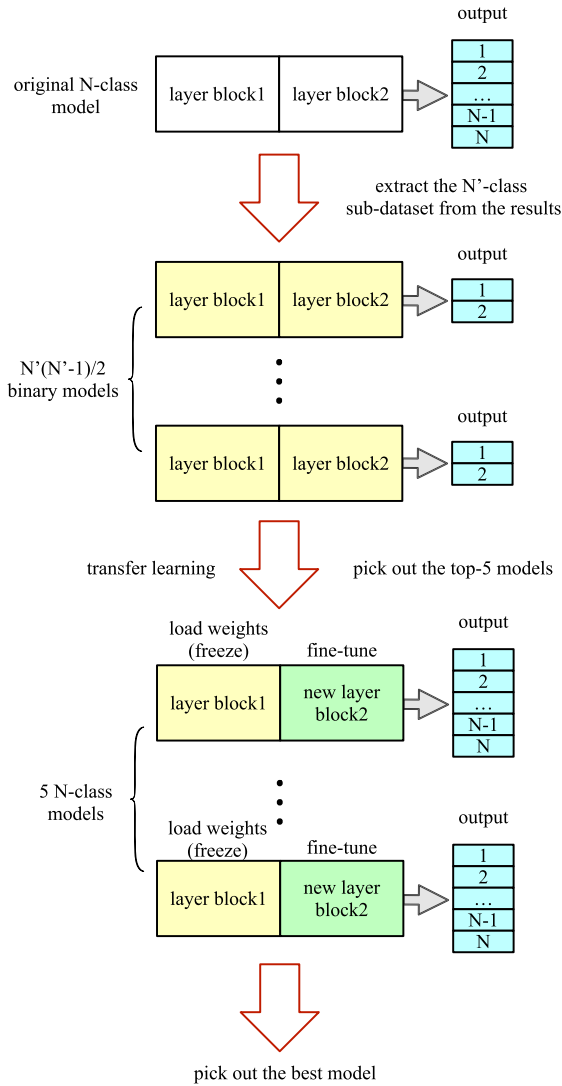 output
original N-class
model
layer block1
layer block2
1
2
...
N-1
N
extract the N’-class
sub-dataset from the results
output
layer block1
layer block2
1
2
N’(N’-1)/2
binary models
output
layer block1
layer block2
1
2
transfer learning
pick out the top-5 models
output
load weights
(freeze)
fine-tune
layer block1
new layer
block2
1
2
...
N-1
N
5 N-class
models
output
load weights
(freeze)
fine-tune
layer block1
new layer
block2
1
2
...
N-1
N
pick out the best model